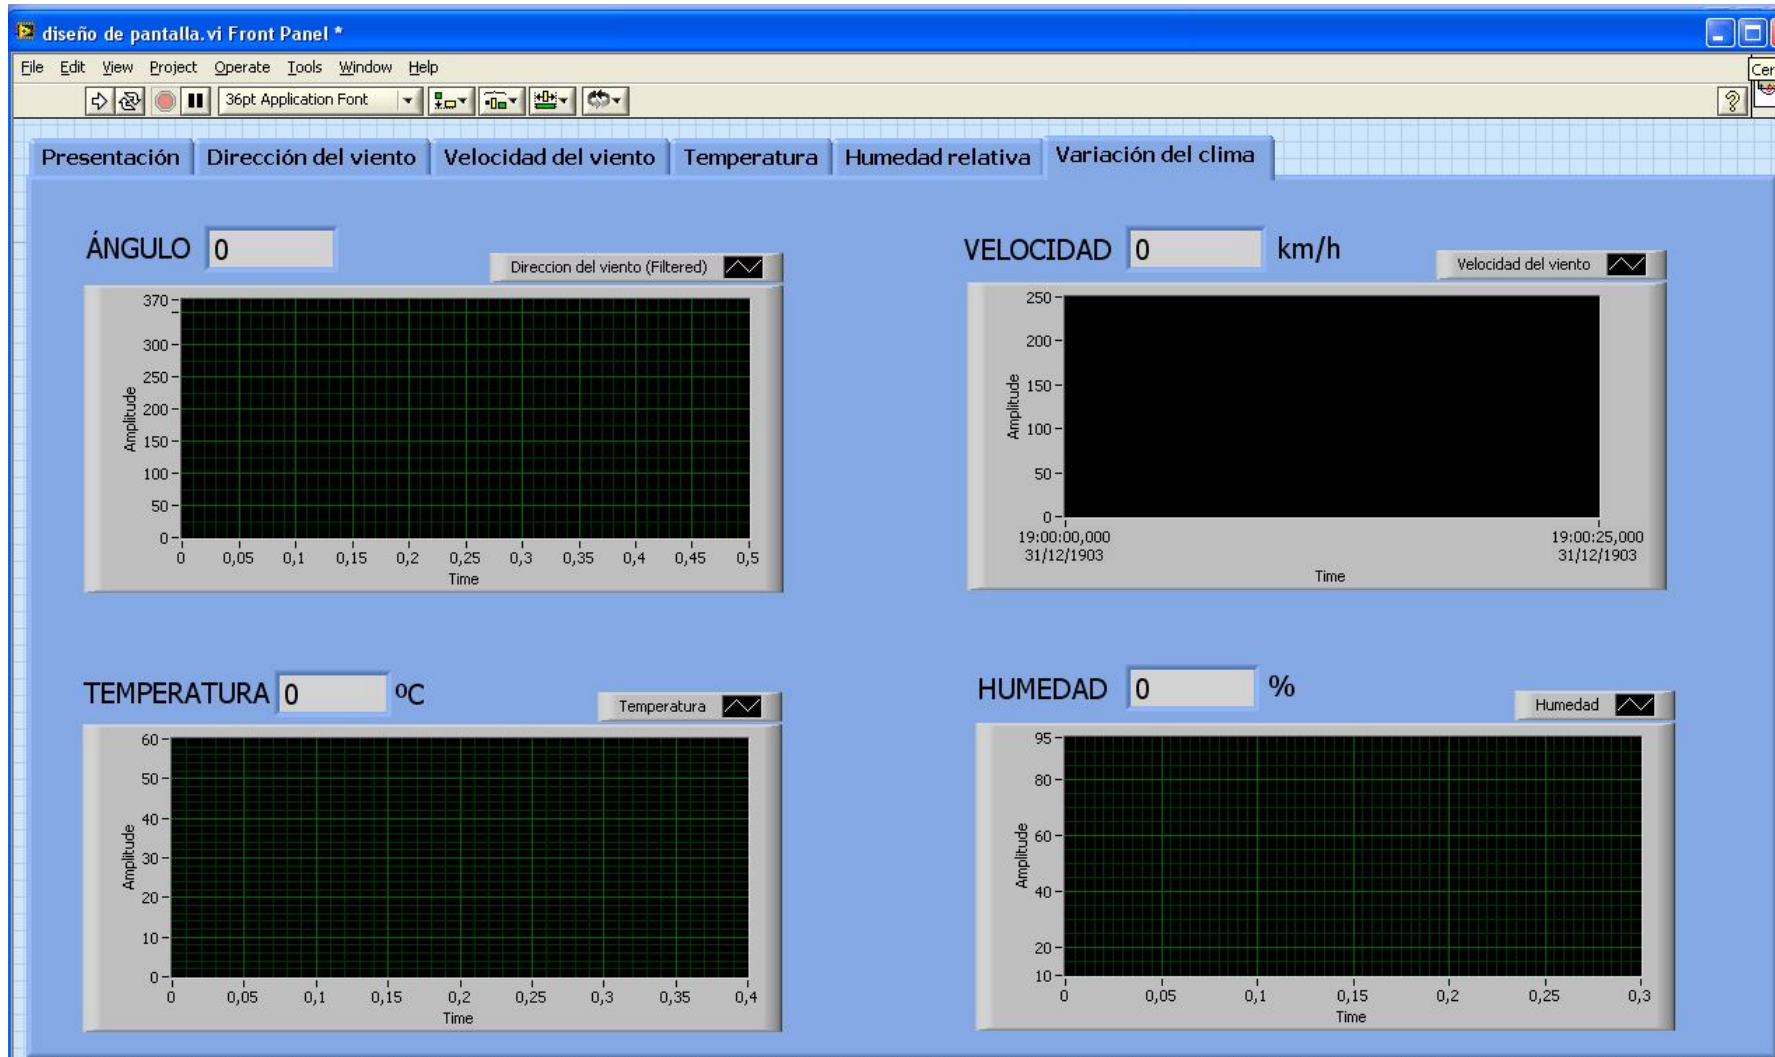 diseño de pantalla.vi Front Panel *
File Edit View Project Operate Tools Window Help
36pt Application Font
Presentación Dirección del viento Velocidad del viento Temperatura Humedad relativa Variación del clima
ÁNGULO 0
Direccion del viento (Filtered)
370
300
250
200
150
100
50
0
Amplitude
0 0,05 0,1 0,15 0,2 0,25 0,3 0,35 0,4 0,45 0,5
Time
VELOCIDAD 0 km/h
Velocidad del viento
250
200
150
100
50
0
Amplitude
19:00:00,000 19:00:25,000
31/12/1903 31/12/1903
Time
TEMPERATURA 0 ºC
Temperatura
60
50
40
30
20
10
0
Amplitude
0 0,05 0,1 0,15 0,2 0,25 0,3 0,35 0,4
Time
HUMEDAD 0 %
Humedad
95
80
60
40
20
10
Amplitude
0 0,05 0,1 0,15 0,2 0,25 0,3
Time